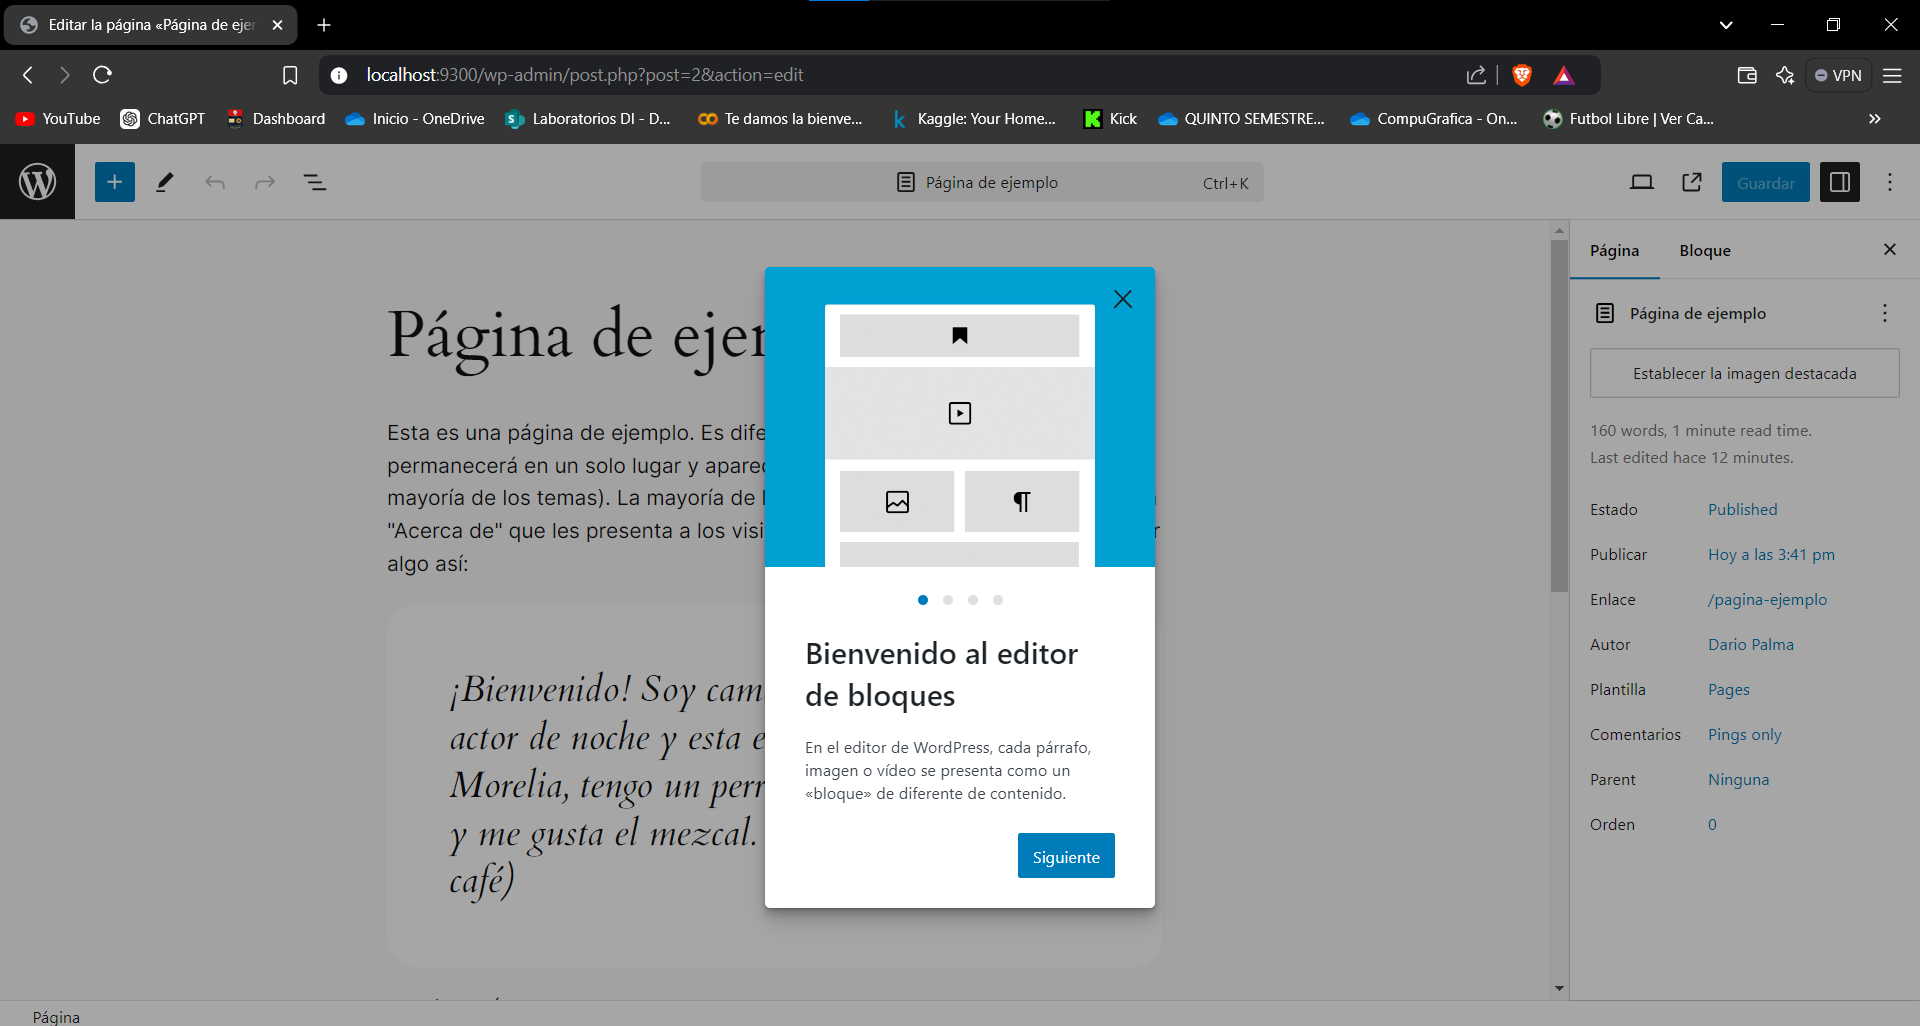 Editar la página «Página de ejer
localhost:9300/wp-admin/post.php?post=2&action=edit
VPN
YouTube
ChatGPT
Dashboard
Inicio - OneDrive
Laboratorios DI - D...
Te damos la bienve...
Kaggle: Your Home...
Kick
QUINTO SEMESTRE...
CompuGrafica - On...
Futbol Libre | Ver Ca...
Página de ejemplo
Ctrl+K
Guardar
Página de ejer
Esta es una página de ejemplo. Es dife
permanecerá en un solo lugar y apare
mayoría de los temas). La mayoría de
"Acerca de" que les presenta a los visi
algo así:
¡Bienvenido! Soy cam
actor de noche y esta e
Morelia, tengo un perr
y me gusta el mezcal.
café)
Bienvenido al editor
de bloques
En el editor de WordPress, cada párrafo,
imagen o vídeo se presenta como un
«bloque» de diferente de contenido.
Siguiente
Página
Bloque
Página de ejemplo
Establecer la imagen destacada
160 words, 1 minute read time.
Last edited hace 12 minutes.
Estado Published
Publicar Hoy a las 3:41 pm
Enlace /pagina-ejemplo
Autor Dario Palma
Plantilla Pages
Comentarios Pings only
Parent Ninguna
Orden 0
Página